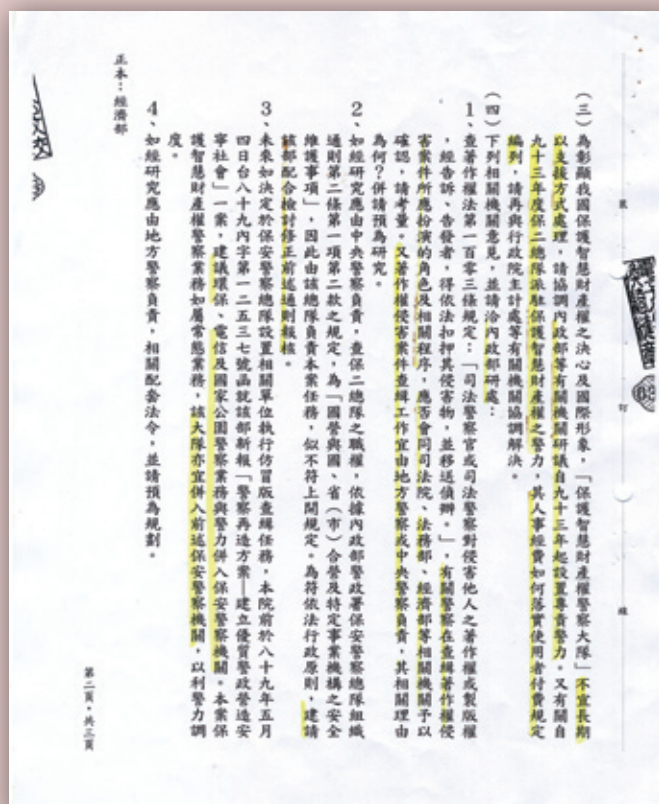 裝
訂
線
(三)為彰顯我國保護智慧財產權之決心及國際形象，「保護智慧財產權警察大隊」不宜長期
以支援方式處理，請協調內政部等有關機關研議自九十三年起設置專責警力。又有關自
九十三年度保二總隊派駐保護智慧財產權之警力，其人事經費如何落實使用者付費規定
編列，請再與行政院主計處等有關機關協調解決。
(四)下列相關機關意見，並請洽內政部研處：
1、查著作權法第一百零三條規定：「司法警察官或司法警察對侵害他人之著作權或製版權
，經告訴、告發者，得依法扣押其侵害物，並移送偵辦。」，有關警察在查緝著作權侵
害案件所應扮演的角色及相關程序，應否會同司法院、法務部、經濟部等相關機關予以
確認，請考量。又著作權侵害案件查緝工作宜由地方警察或中央警察負責，其相關理由
為何？併請預為研究。
2、如經研究應由中央警察負責，查保二總隊之職權，依據內政部警政署保安警察總隊組織
通則第二條第一項第二款之規定，為「國營與國、省（市）合營及特定事業機構之安全
維護事項」，因此由該總隊負責本案任務，似不符上開規定。為符依法行政原則，建請
該部配合檢討修正前述通則報核。
3、未來如決定於保安警察總隊設置相關單位執行仿冒版查緝任務，本院前於八十九年五月
四日台八十九內字第一二五三七號函就該部新報「警察再造方案—建立優質警政營造安
寧社會」一案，建議環保、電信及國家公園警察業務與警力併入保安警察機關。本案保
護智慧財產權警察業務如屬常態業務，該大隊亦宜併入前述保安警察機關，以利警力調
度。
4、如經研究應由地方警察負責，相關配套法令，並請預為規劃。
正本：經濟部
第二頁，共三頁